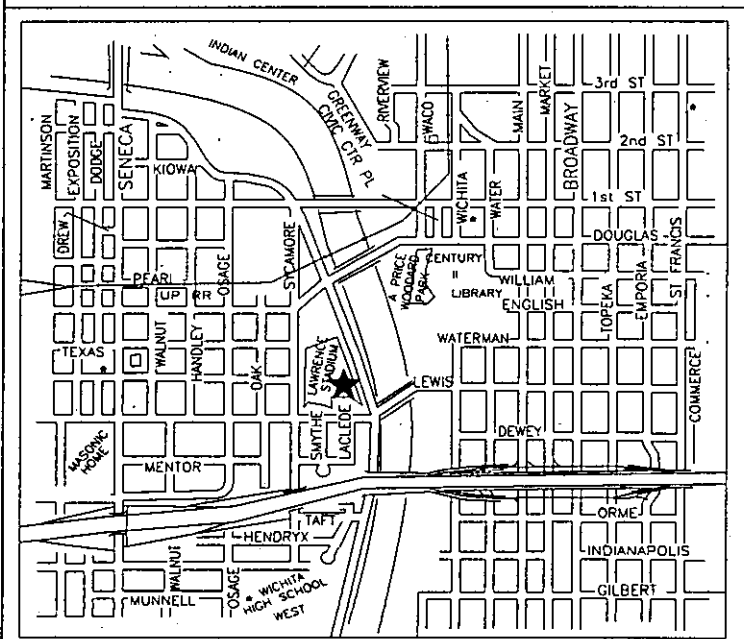 INDIAN CENTER
GREENWAY
CIVIC CTR PL
RIVERVIEW
WACO
MAIN
MARKET
BROADWAY
3rd ST
2nd ST
1st ST
MARTINSON
EXPOSITION
DODGE
SENECA
KIOWA
WICHITA
WATER
DOUGLAS
ST FRANCIS
DREW
OSAGE
SYCAMORE
PEARL
UP RR
A PRICE
WOODARD
PARK
CENTURY
II
LIBRARY
WILLIAM
ENGLISH
TOPEKA
EMPORIA
WATERMAN
TEXAS
WALNUT
HANDLEY
OAK
LAWRENCE
STADIUM
LEWIS
COMMERCE
SMYTHE
LACLEDE
DEWEY
MASONIC
HOME
MENTOR
TAFT
HENDRYX
ORME
INDIANAPOLIS
WALNUT
OSAGE
WICHITA
HIGH SCHOOL
WEST
MUNNELL
GILBERT